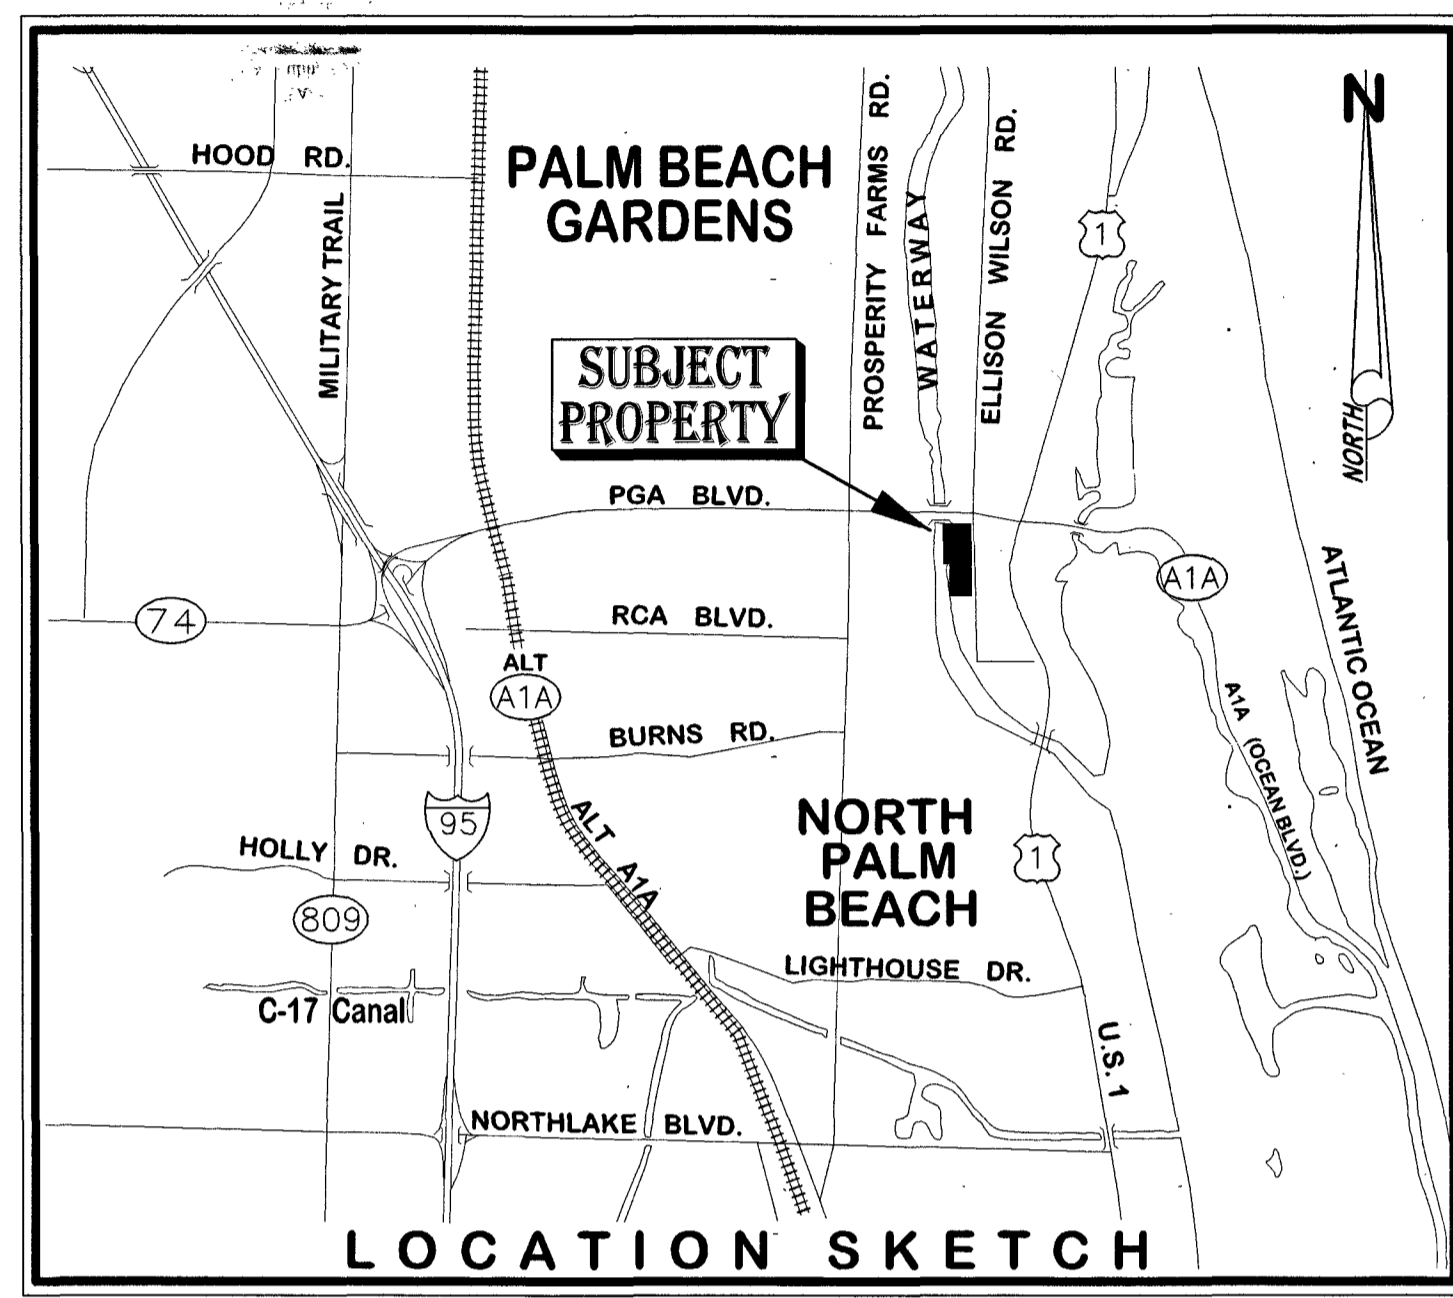 N
HOOD RD.
PALM BEACH
GARDENS
MILITARY TRAIL
PROSPERITY FARMS RD.
WATERWAY
ELLISON WILSON RD.
1
NORTH
SUBJECT
PROPERTY
PGA BLVD.
A1A
ATLANTIC OCEAN
74
RCA BLVD.
ALT
A1A
A1A (OCEAN BLVD.)
BURNS RD.
95
ALT A1A
NORTH
PALM
BEACH
1
HOLLY DR.
809
LIGHTHOUSE DR.
C-17 Canal
U.S. 1
NORTHLAKE BLVD.
LOCATION SKETCH